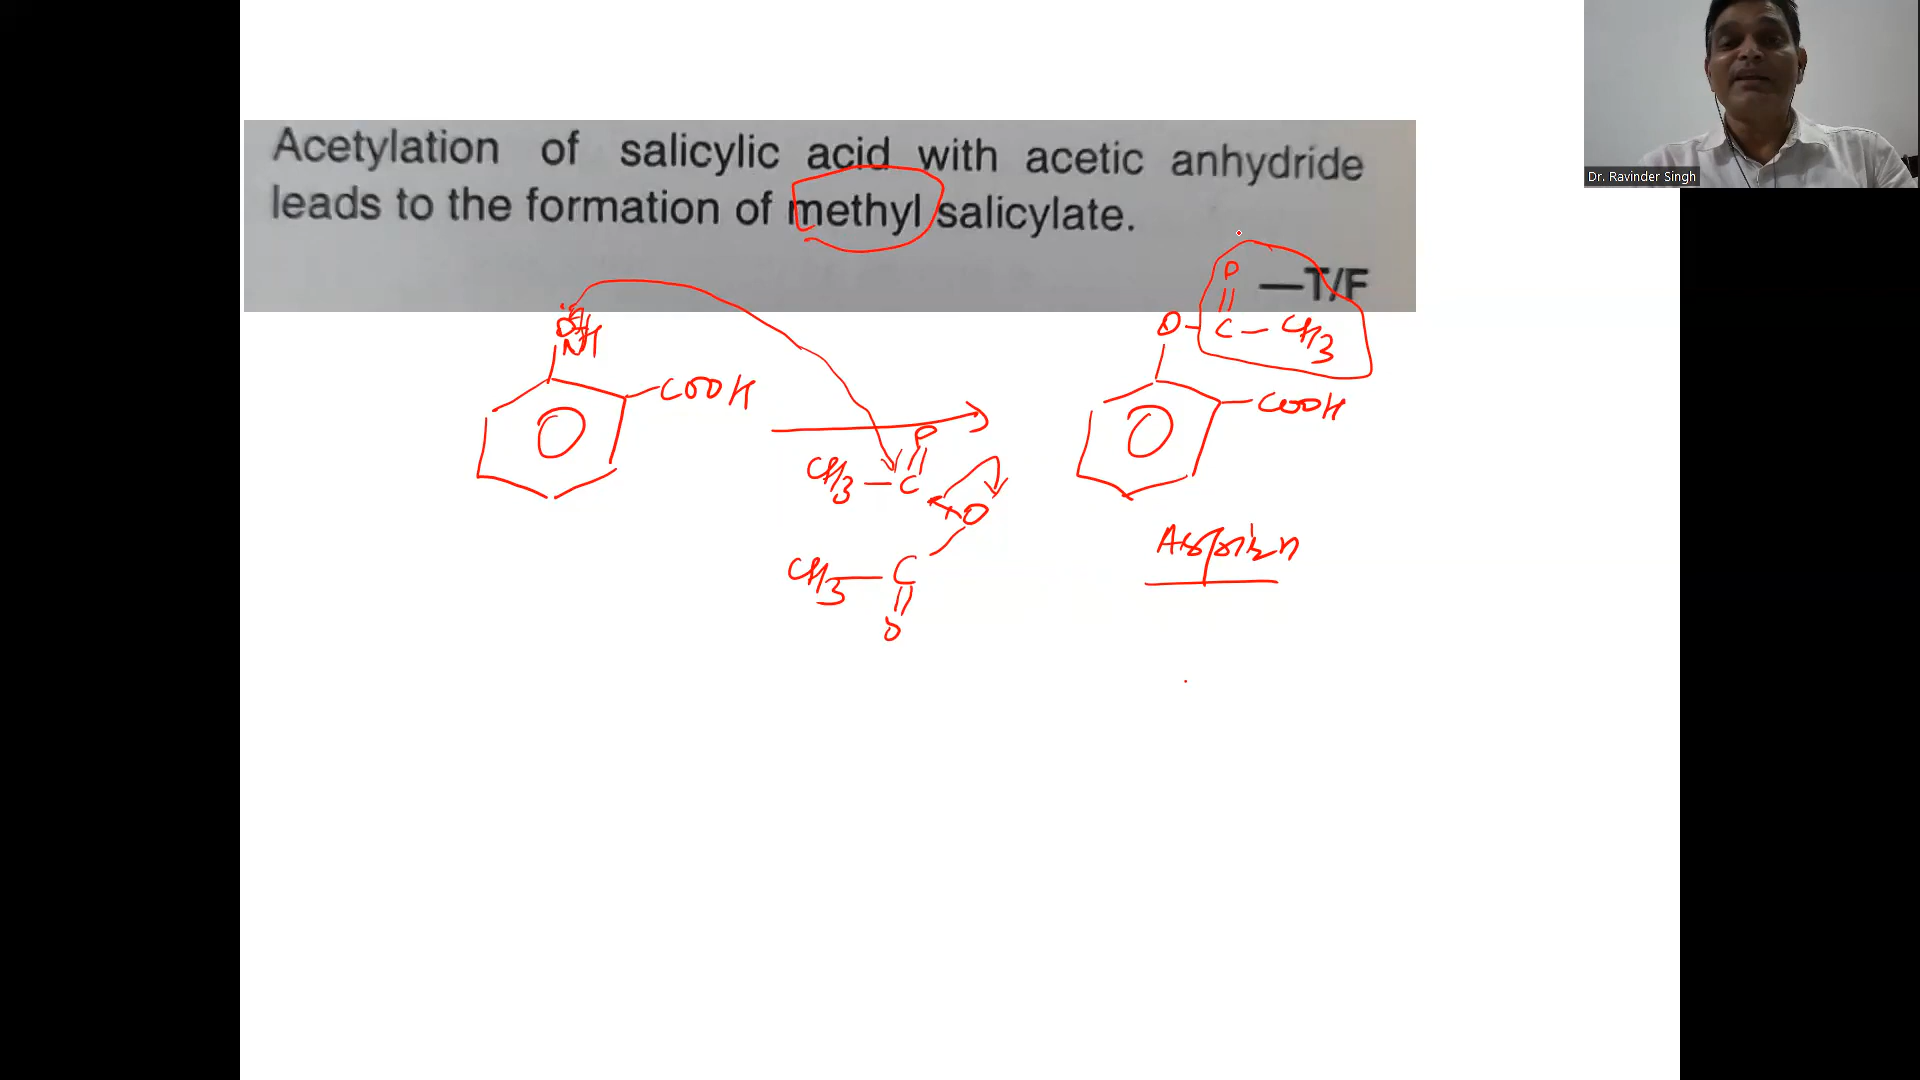 Acetylation of salicylic acid with acetic anhydride
leads to the formation of methyl salicylate.
—T/F
Dr. Ravinder Singh
O
O-C-CH3
COOH
COOH
O
CH3-C
O
CH3-C
O